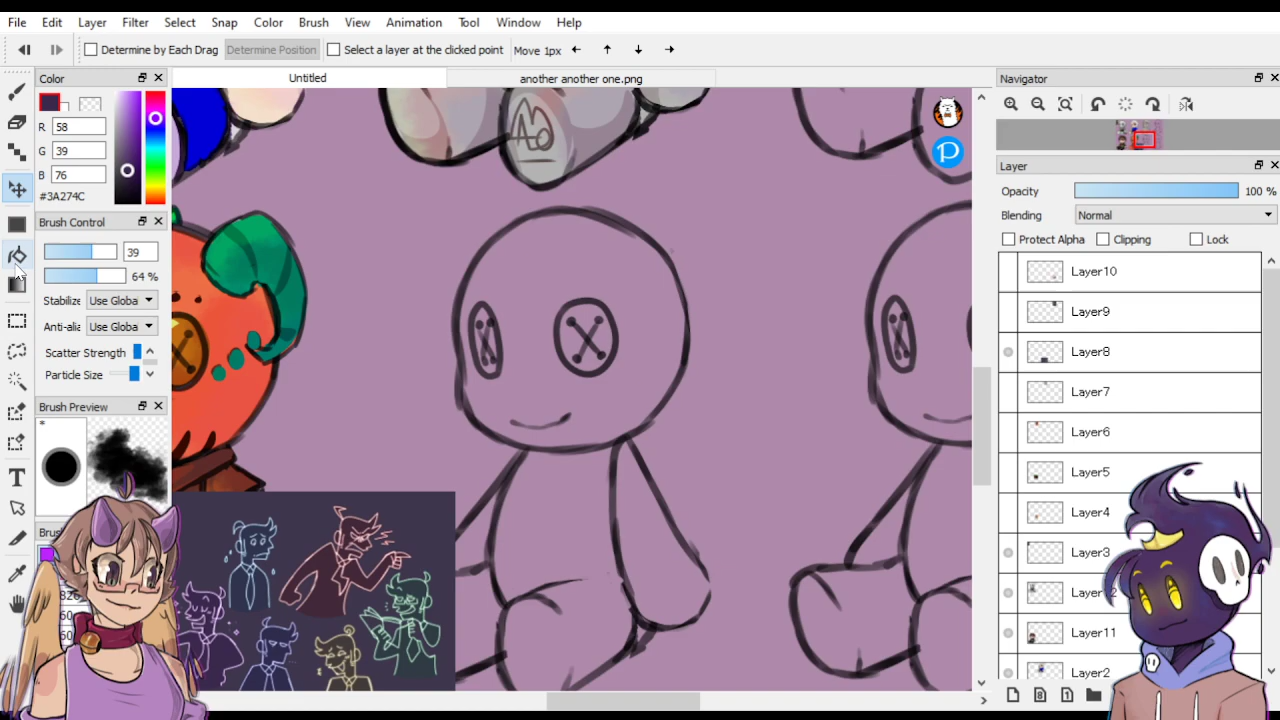 File Edit Layer Filter Select Snap Color Brush View Animation Tool Window Help
Determine by Each Drag Determine Position Select a layer at the clicked point Move 1px
Color
Untitled
another another one.png
Navigator
R 58
G 39
B 76
#3A274C
Layer
Opacity 100 %
Blending Normal
Protect Alpha Clipping Lock
Brush Control
39
64 %
Stabilize Use Globa
Anti-alia Use Globa
Scatter Strength
Particle Size
Brush Preview
*
Layer10
Layer9
Layer8
Layer7
Layer6
Layer5
Layer4
Layer3
Layer11
Layer2
T
P